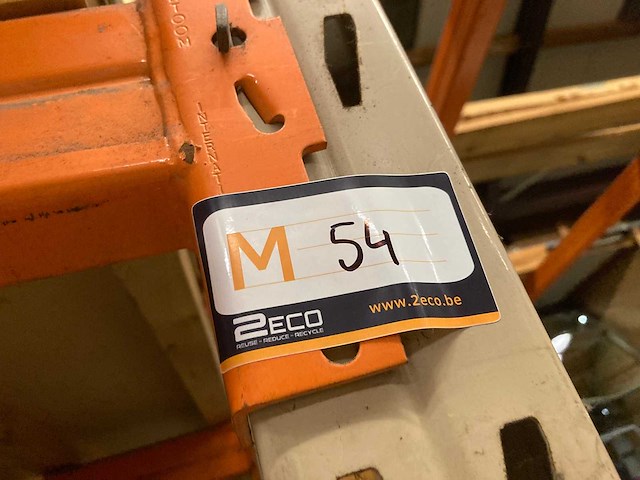 M 54
2ECO
REUSE - REDUCE - RECYCLE
www.2eco.be